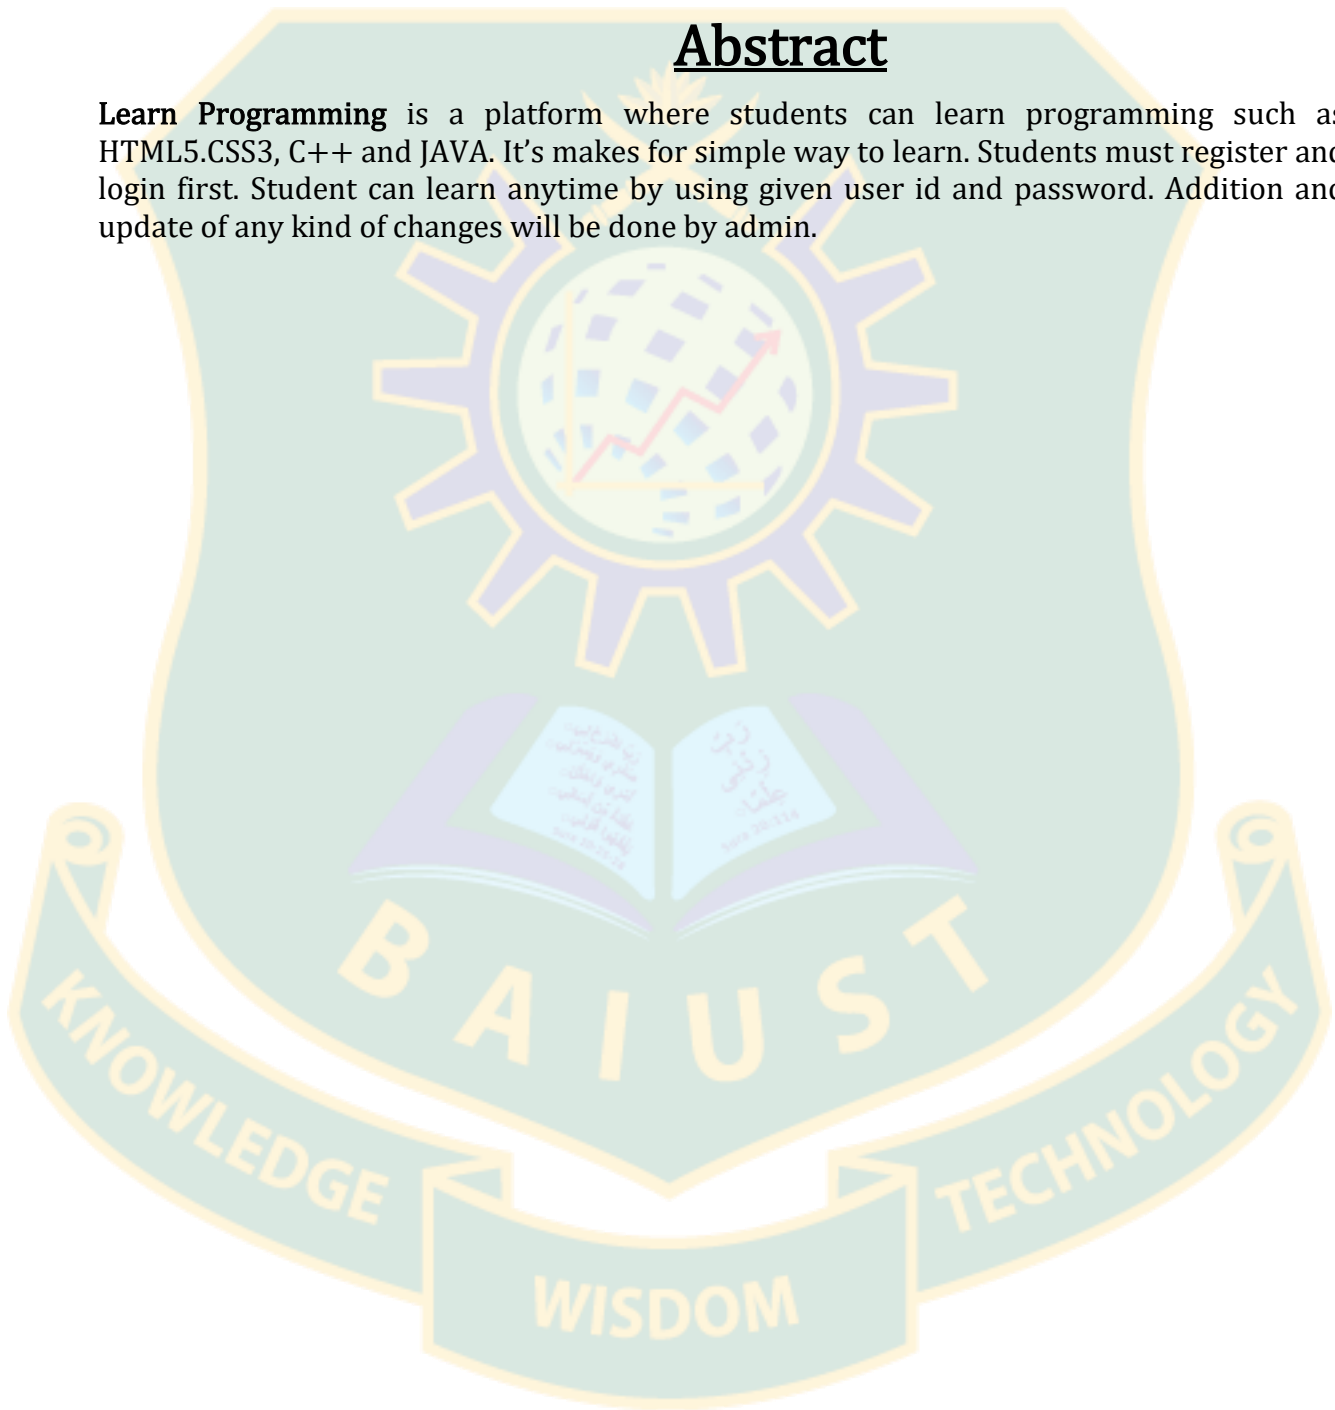 Abstract
Learn Programming is a platform where students can learn programming such as
HTML5.CSS3, C++ and JAVA. It's makes for simple way to learn. Students must register and
login first. Student can learn anytime by using given user id and password. Addition and
update of any kind of changes will be done by admin.
BAIUST
KNOWLEDGE
WISDOM
TECHNOLOGY